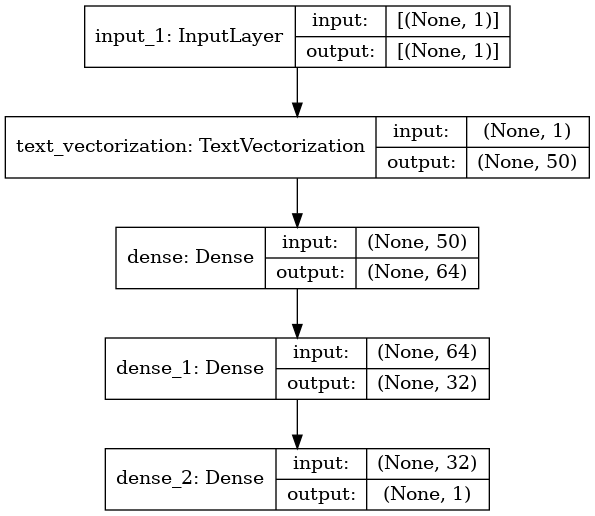 input_1: InputLayer
input:
[(None, 1)]
output:
[(None, 1)]
text_vectorization: TextVectorization
input:
(None, 1)
output:
(None, 50)
dense: Dense
input:
(None, 50)
output:
(None, 64)
dense_1: Dense
input:
(None, 64)
output:
(None, 32)
dense_2: Dense
input:
(None, 32)
output:
(None, 1)